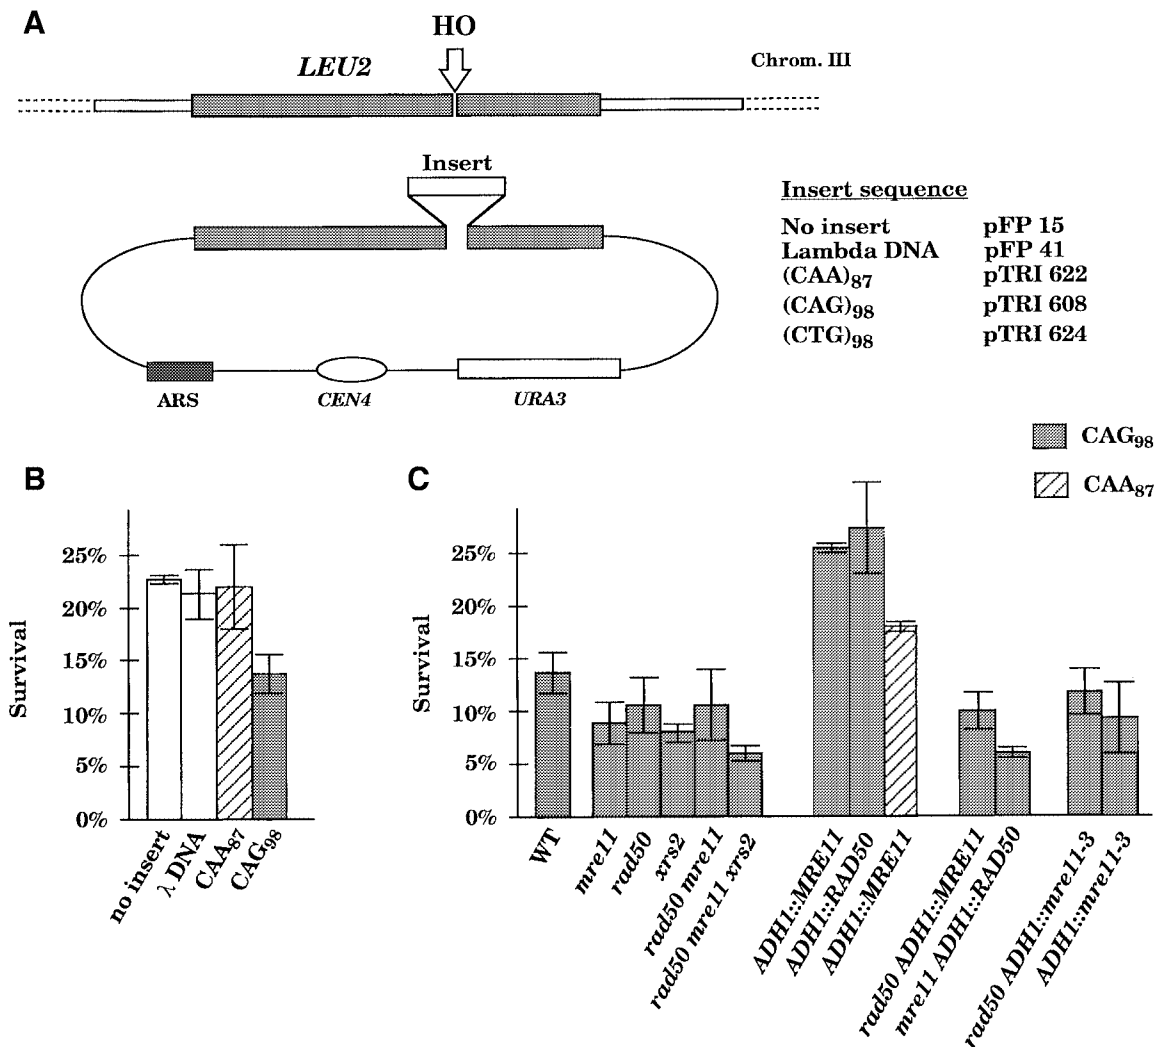 A
HO
LEU2
Chrom. III
Insert
Insert sequence
No insert pFP 15
Lambda DNA pFP 41
(CAA)87 pTRI 622
(CAG)98 pTRI 608
(CTG)98 pTRI 624
ARS
CEN4
URA3
CAG98
CAA87
B
Survival
25%
20%
15%
10%
5%
0%
no insert
λ DNA
CAA87
CAG98
C
Survival
25%
20%
15%
10%
5%
0%
WT
mre11
rad50
xrs2
rad50 mre11
rad50 mre11 xrs2
ADH1::MRE11
ADH1::RAD50
ADH1::MRE11
rad50 ADH1::MRE11
mre11 ADH1::RAD50
rad50 ADH1::mre11-3
ADH1::mre11-3